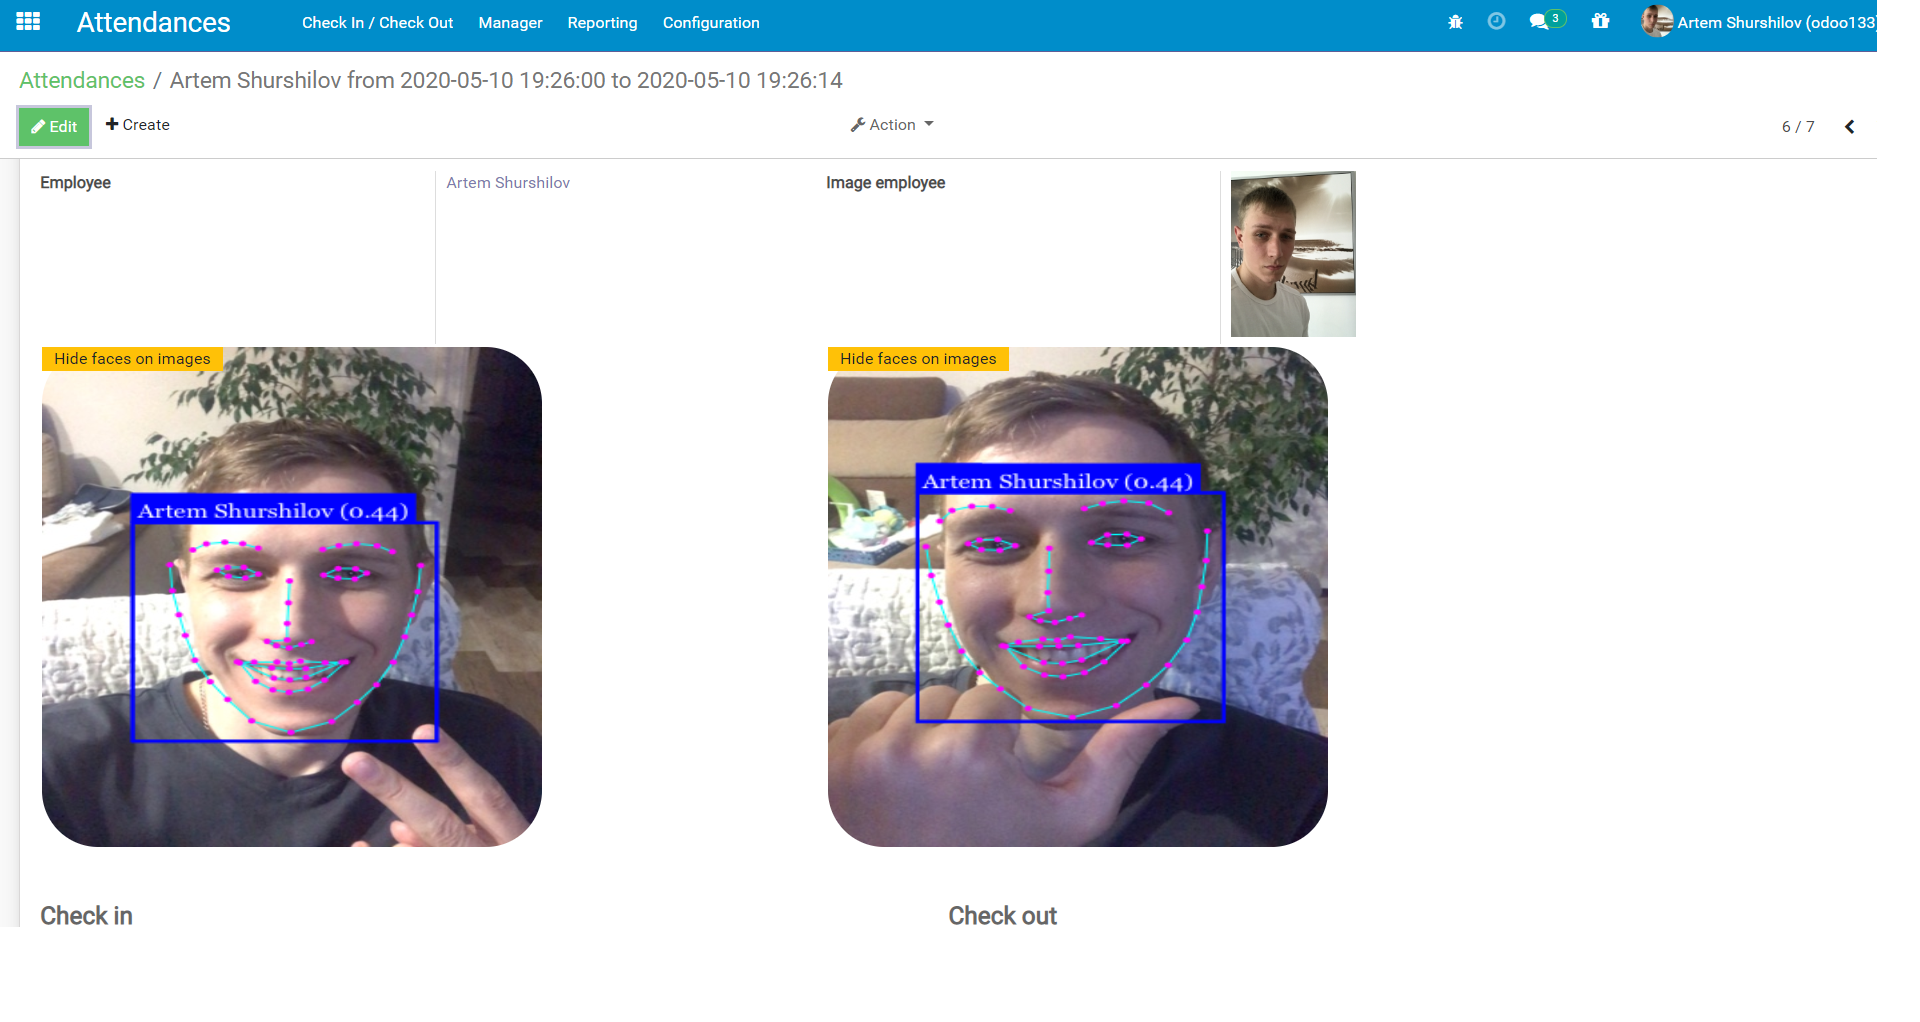 Attendances Check In / Check Out Manager Reporting Configuration 3 Artem Shurshilov (odoo133
Attendances / Artem Shurshilov from 2020-05-10 19:26:00 to 2020-05-10 19:26:14
Edit Create Action 6 / 7
Employee Artem Shurshilov Image employee
Hide faces on images Hide faces on images
Artem Shurshilov (0.44) Artem Shurshilov (0.44)
Check in Check out